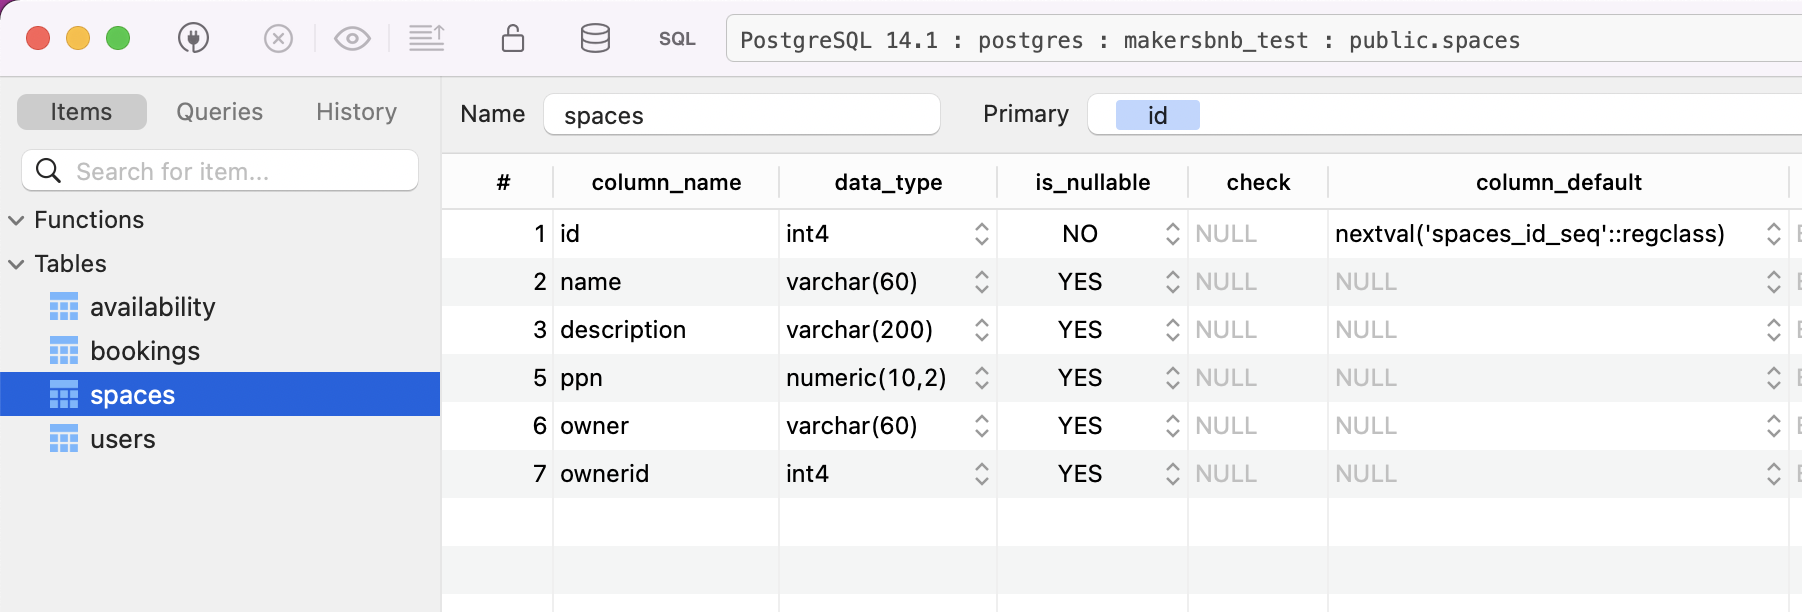 SQL PostgreSQL 14.1 : postgres : makersbnb_test : public.spaces
Items Queries History
Search for item...
Functions
Tables
availability
bookings
spaces
users
Name spaces Primary id
# column_name data_type is_nullable check column_default
1 id int4 NO NULL nextval('spaces_id_seq'::regclass)
2 name varchar(60) YES NULL NULL
3 description varchar(200) YES NULL NULL
5 ppn numeric(10,2) YES NULL NULL
6 owner varchar(60) YES NULL NULL
7 ownerid int4 YES NULL NULL